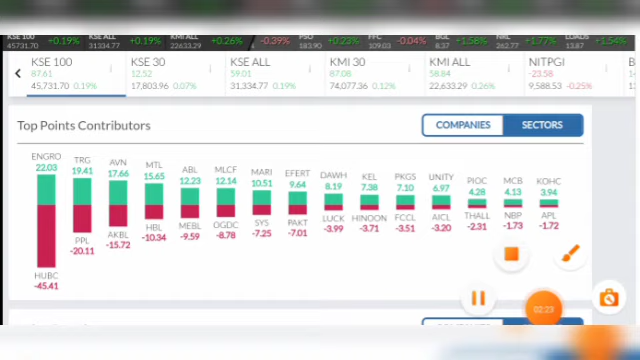 KSE 100 KSE ALL KMI ALL PSO FFC BOP NRL LOADS
45731.70 +0.19% 31334.77 +0.19% 22633.29 +0.26% -0.39% 183.90 +0.23% 109.03 -0.04% 8.37 +1.58% 262.77 +1.77% 13.87 +1.54%
KSE 100 KSE 30 KSE ALL KMI 30 KMI ALL NITPGI
87.61 12.52 59.01 87.08 58.84 -23.58
45,731.70 0.19% 17,803.96 0.07% 31,334.77 0.19% 74,077.36 0.12% 22,633.29 0.26% 9,588.53 -0.25%
Top Points Contributors COMPANIES SECTORS
ENGRO TRG AVN MTL ABL MLCF MARI EFERT DAWH KEL PKGS UNITY PIOC MCB KOHC
22.03 19.41 17.66 15.65 12.23 12.14 10.51 9.64 8.19 7.38 7.10 6.97 4.28 4.13 3.94
HUBC PPL AKBL HBL MEBL OGDC SYS PAKT LUCK HINOON FCCL AICL THALL NBP APL
-45.41 -20.11 -15.72 -10.34 -9.59 -8.78 -7.25 -7.01 -3.99 -3.71 -3.51 -3.20 -2.31 -1.73 -1.72
02:23